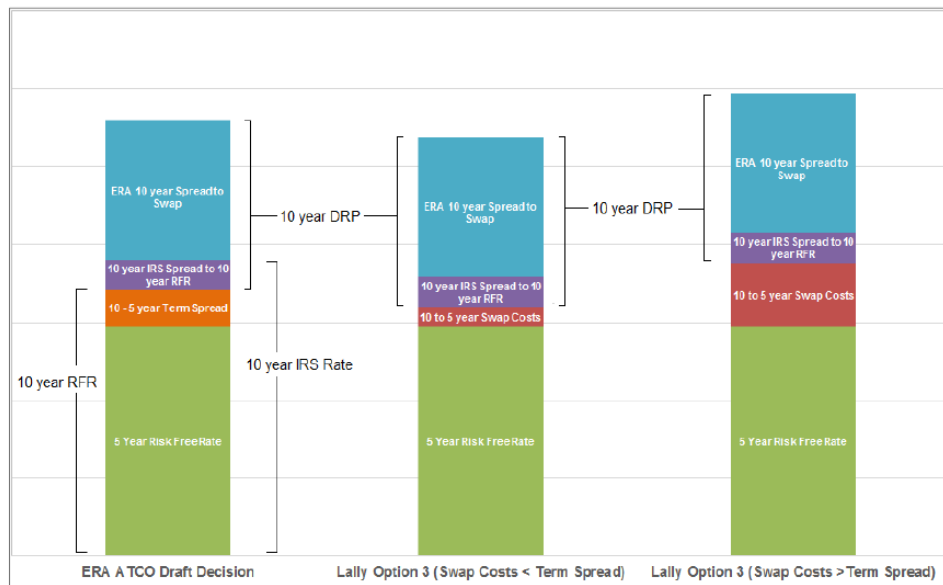 ERA 10 year Spread to
Swap
10 year IRS Spread to 10
year RFR
10 - 5 year Term Spread
5 Year Risk Free Rate
10 year RFR
10 year IRS Rate
10 year DRP
ERA 10 year Spread to
Swap
10 year IRS Spread to 10
year RFR
10 to 5 year Swap Costs
5 Year Risk Free Rate
10 year DRP
ERA 10 year Spread to
Swap
10 year IRS Spread to 10
year RFR
10 to 5 year Swap Costs
5 Year Risk Free Rate
ERA ATCO Draft Decision
Lally Option 3 (Swap Costs < Term Spread)
Lally Option 3 (Swap Costs > Term Spread)